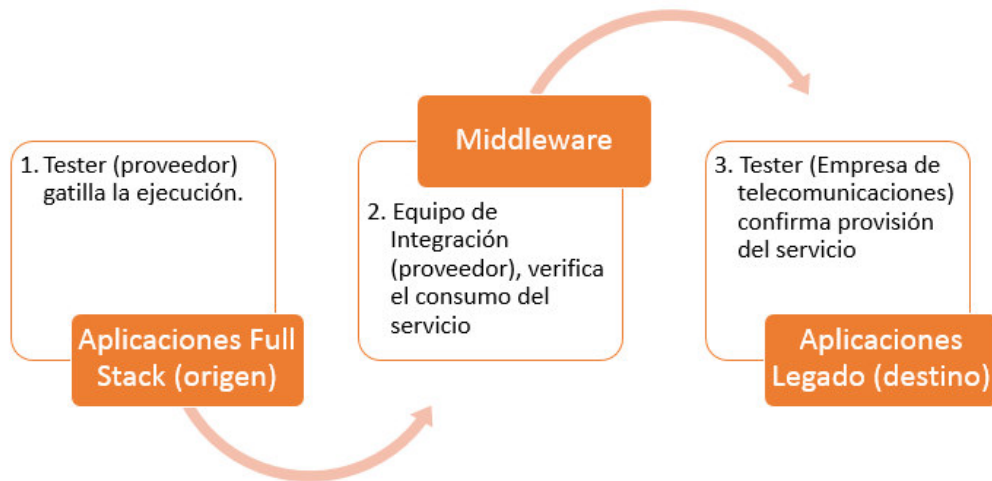 1. Tester (proveedor)
gatilla la ejecución.
Aplicaciones Full
Stack (origen)
Middleware
2. Equipo de
Integración
(proveedor), verifica
el consumo del
servicio
3. Tester (Empresa de
telecomunicaciones)
confirma provisión
del servicio
Aplicaciones
Legado (destino)